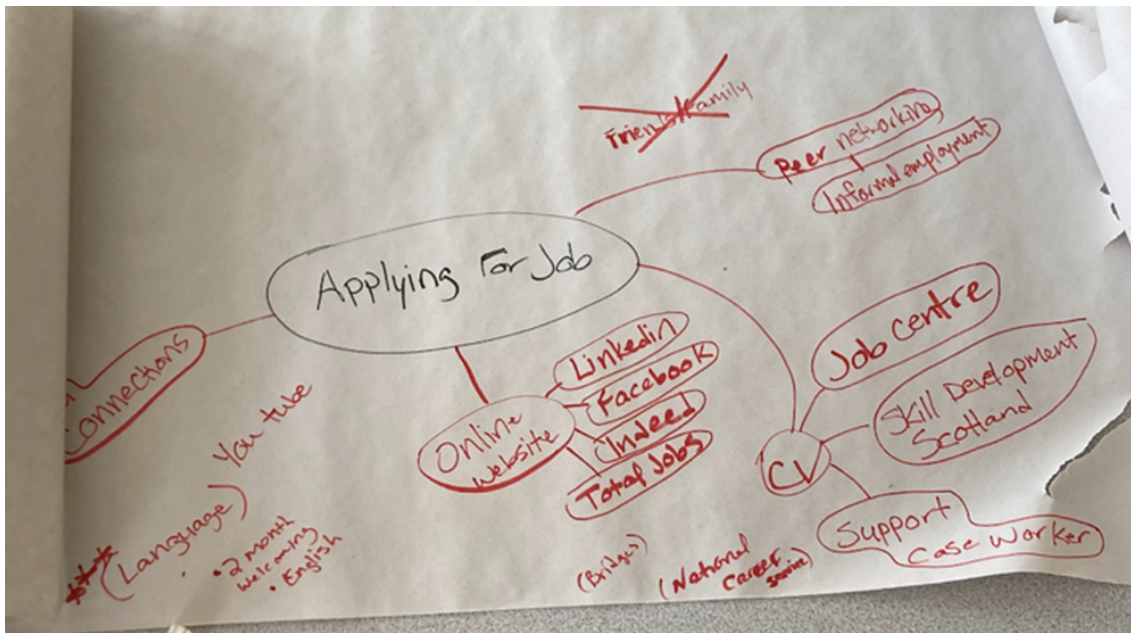 Friends/Family
Peer networking
Informal employment
Applying For Job
Connections
You tube
(Language)
• 2 month
welcoming
• English
Online
website
Linkedin
Facebook
Indeed
Total Jobs
CV
Job Centre
Skill Development
Scotland
Support
case worker
(Bridges)
(National
Career
service)